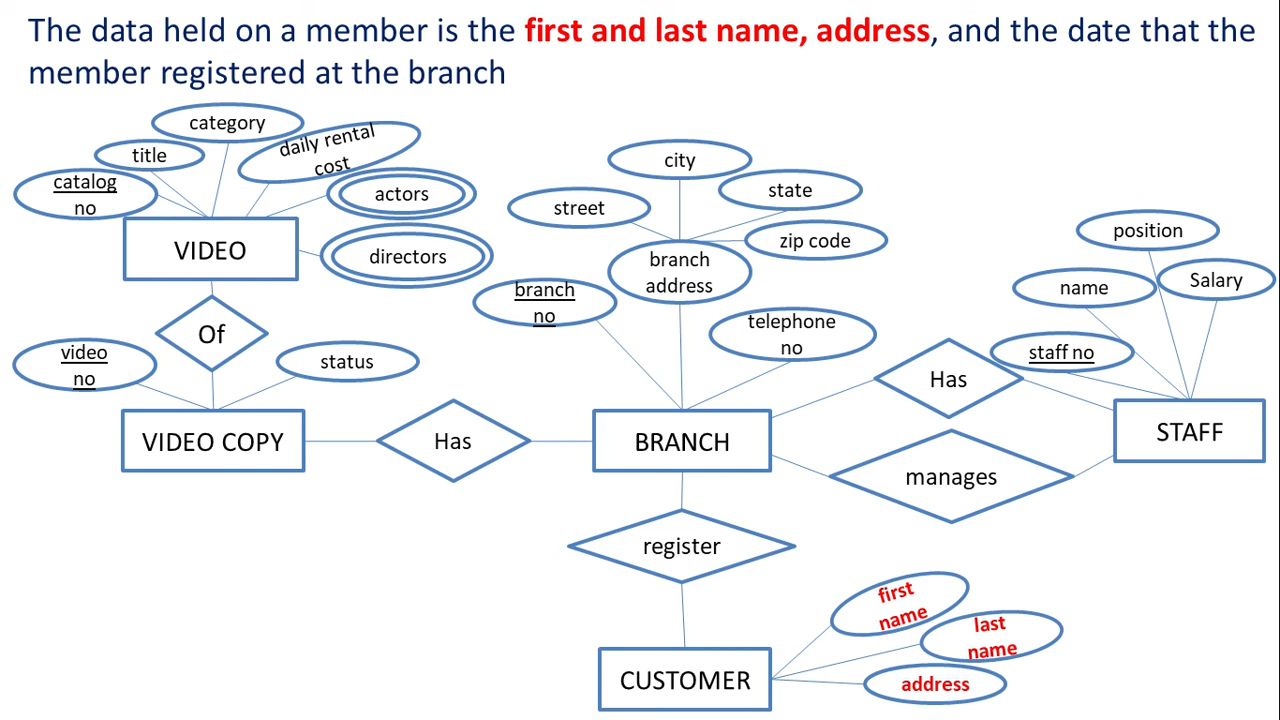 The data held on a member is the first and last name, address, and the date that the
member registered at the branch
category
daily rental
cost
title
catalog
no
actors
directors
VIDEO
Of
video
no
status
VIDEO COPY
Has
city
state
street
zip code
branch
address
branch
no
telephone
no
BRANCH
Has
manages
position
name
Salary
staff no
STAFF
register
first
name
last
name
address
CUSTOMER